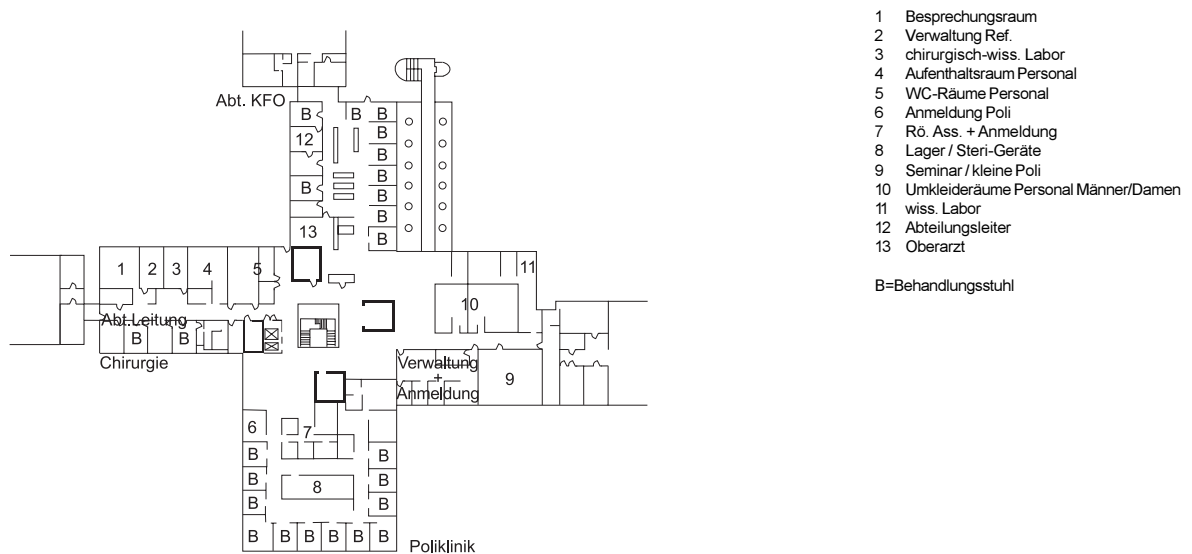 Abt. KFO
B B B
B
12
B
B
B
B
B
13
B
1 2 3 4 5 11
10
Abt.Leitung
B B
Chirurgie
Verwaltung
+
Anmeldung
9
6 7
B B
B B
8
B B
B B B B B B
Poliklinik
1 Besprechungsraum
2 Verwaltung Ref.
3 chirurgisch-wiss. Labor
4 Aufenthaltsraum Personal
5 WC-Räume Personal
6 Anmeldung Poli
7 Rö. Ass. + Anmeldung
8 Lager / Steri-Geräte
9 Seminar / kleine Poli
10 Umkleideräume Personal Männer/Damen
11 wiss. Labor
12 Abteilungsleiter
13 Oberarzt
B=Behandlungsstuhl